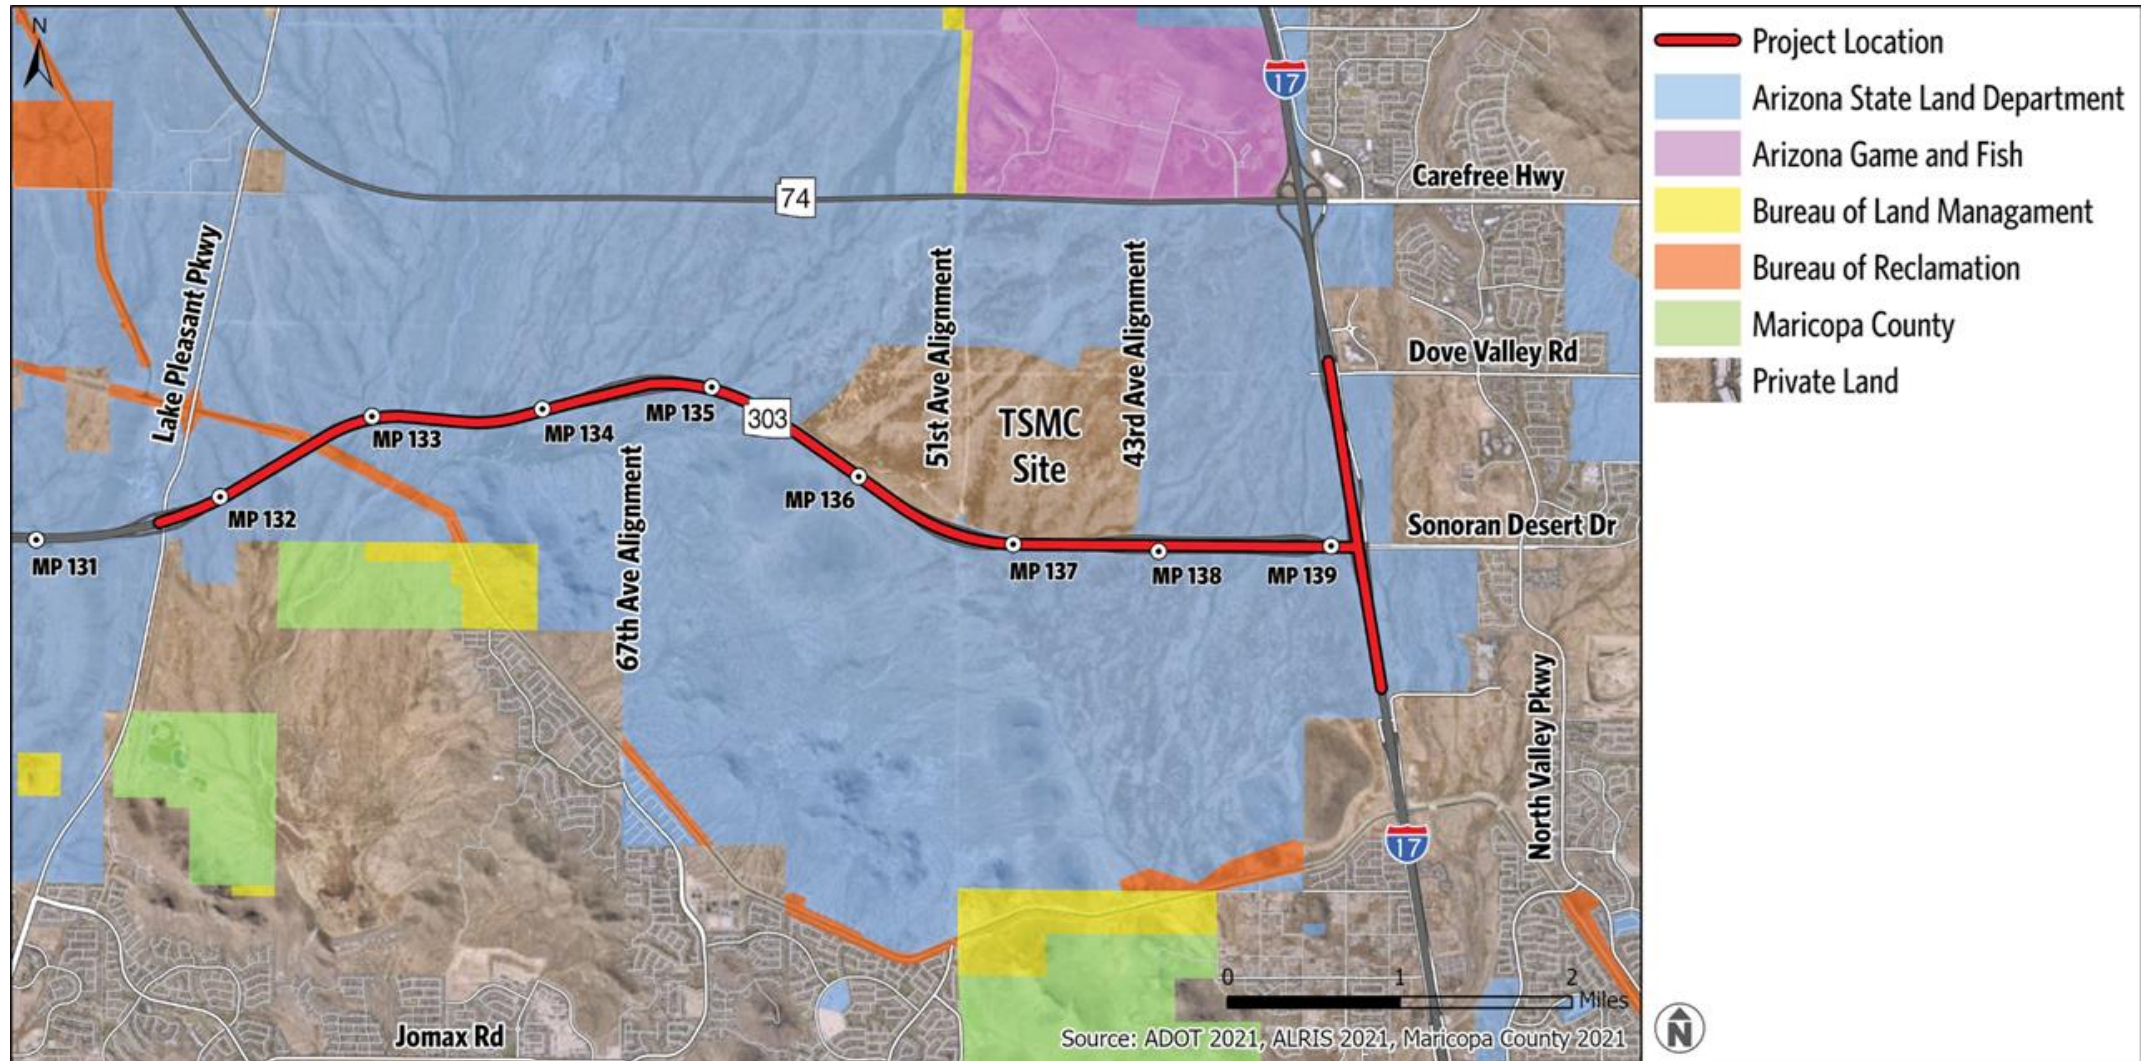 N
17
Carefree Hwy
74
Lake Pleasant Pkwy
51st Ave Alignment
43rd Ave Alignment
Dove Valley Rd
MP 133
MP 134
MP 135
303
TSMC
Site
67th Ave Alignment
MP 136
MP 132
MP 131
MP 137
MP 138
MP 139
Sonoran Desert Dr
North Valley Pkwy
17
0 1 2
Miles
Jomax Rd
Source: ADOT 2021, ALRIS 2021, Maricopa County 2021
Project Location
Arizona State Land Department
Arizona Game and Fish
Bureau of Land Managament
Bureau of Reclamation
Maricopa County
Private Land
N